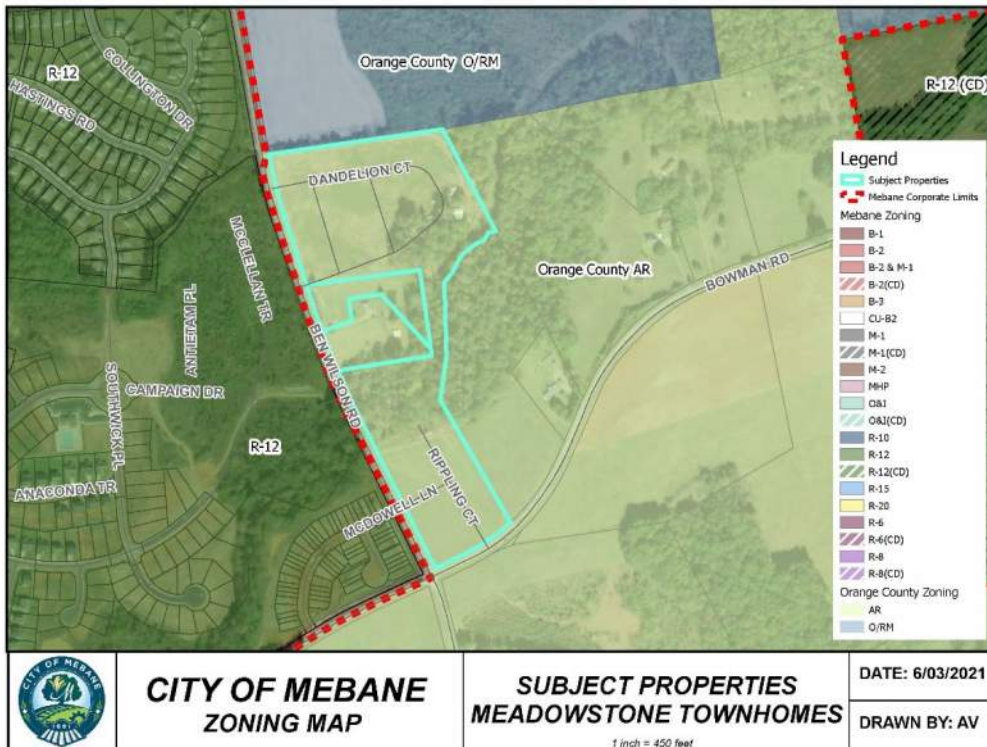 R-12
COLLINGTON DR
HASTINGS RD
Orange County O/RM
R-12 (CD)
DANDELION CT
MCCLELLAN TR
ANTIETAM PL
Orange County AR
BOWMAN RD
BEN WILSON RD
SOUTHWICK PL
CAMPAIGN DR
R-12
ANACONDA TR
MCDOWELL LN
RIPPLING CT
Legend
Subject Properties
Mebane Corporate Limits
Mebane Zoning
B-1
B-2
B-2 & M-1
B-2(CD)
B-3
CU-B2
M-1
M-1(CD)
M-2
MHP
O&I
O&I(CD)
R-10
R-12
R-12(CD)
R-15
R-20
R-6
R-6(CD)
R-8
R-8(CD)
Orange County Zoning
AR
O/RM
CITY OF MEBANE
1881
CITY OF MEBANE
ZONING MAP
SUBJECT PROPERTIES
MEADOWSTONE TOWNHOMES
1 inch = 450 feet
DATE: 6/03/2021
DRAWN BY: AV